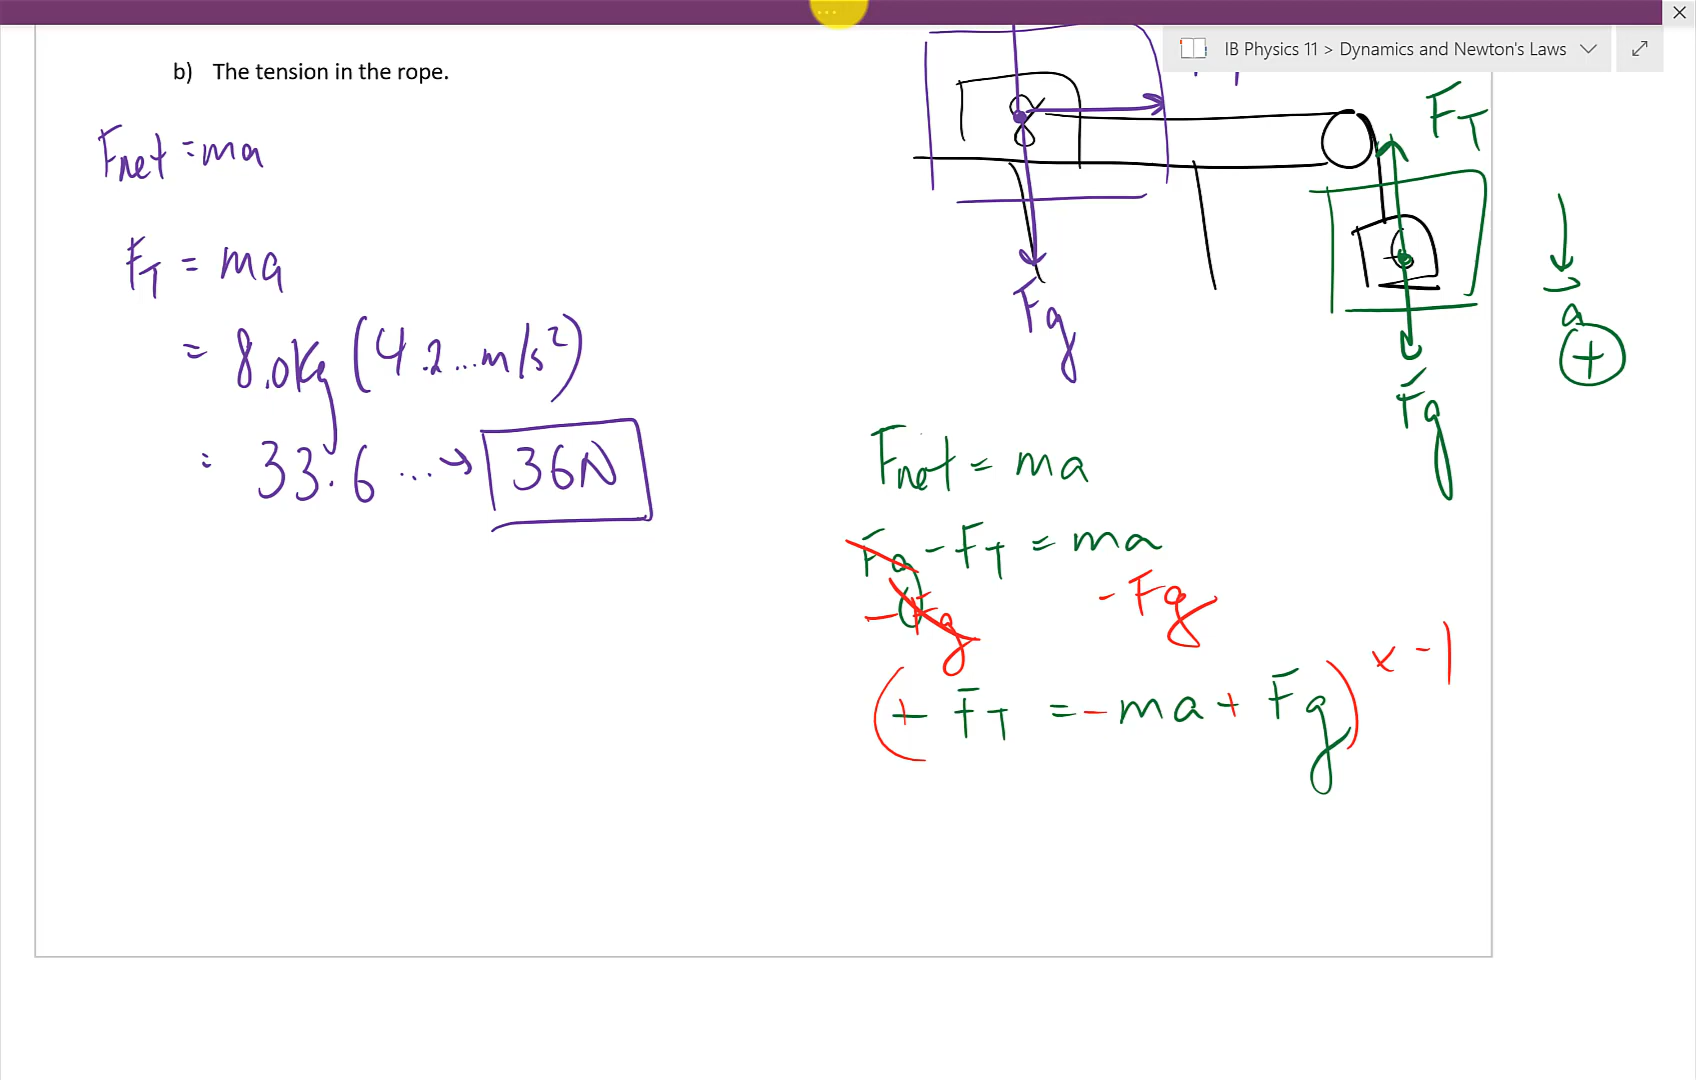 IB Physics 11 > Dynamics and Newton's Laws
b) The tension in the rope.
Fnet = ma
FT = ma
= 8.0kg (4.2...m/s²)
= 33.6 ... → 36N
8
Fg
FT
Fg
a
+
Fnet = ma
Fg - FT = ma
- Fg - Fg
(+ FT = - ma + Fg) x - 1